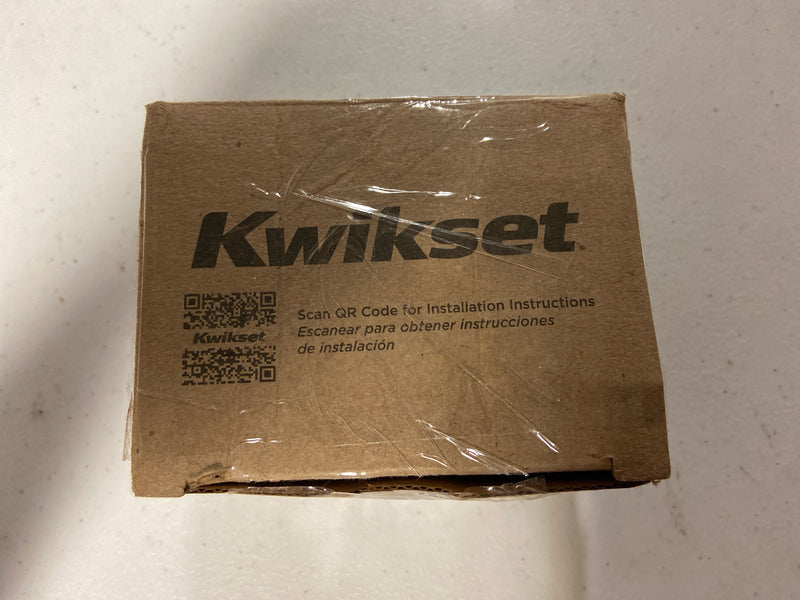 Kwikset
Kwikset
Scan QR Code for Installation Instructions
Escanear para obtener instrucciones
de instalación